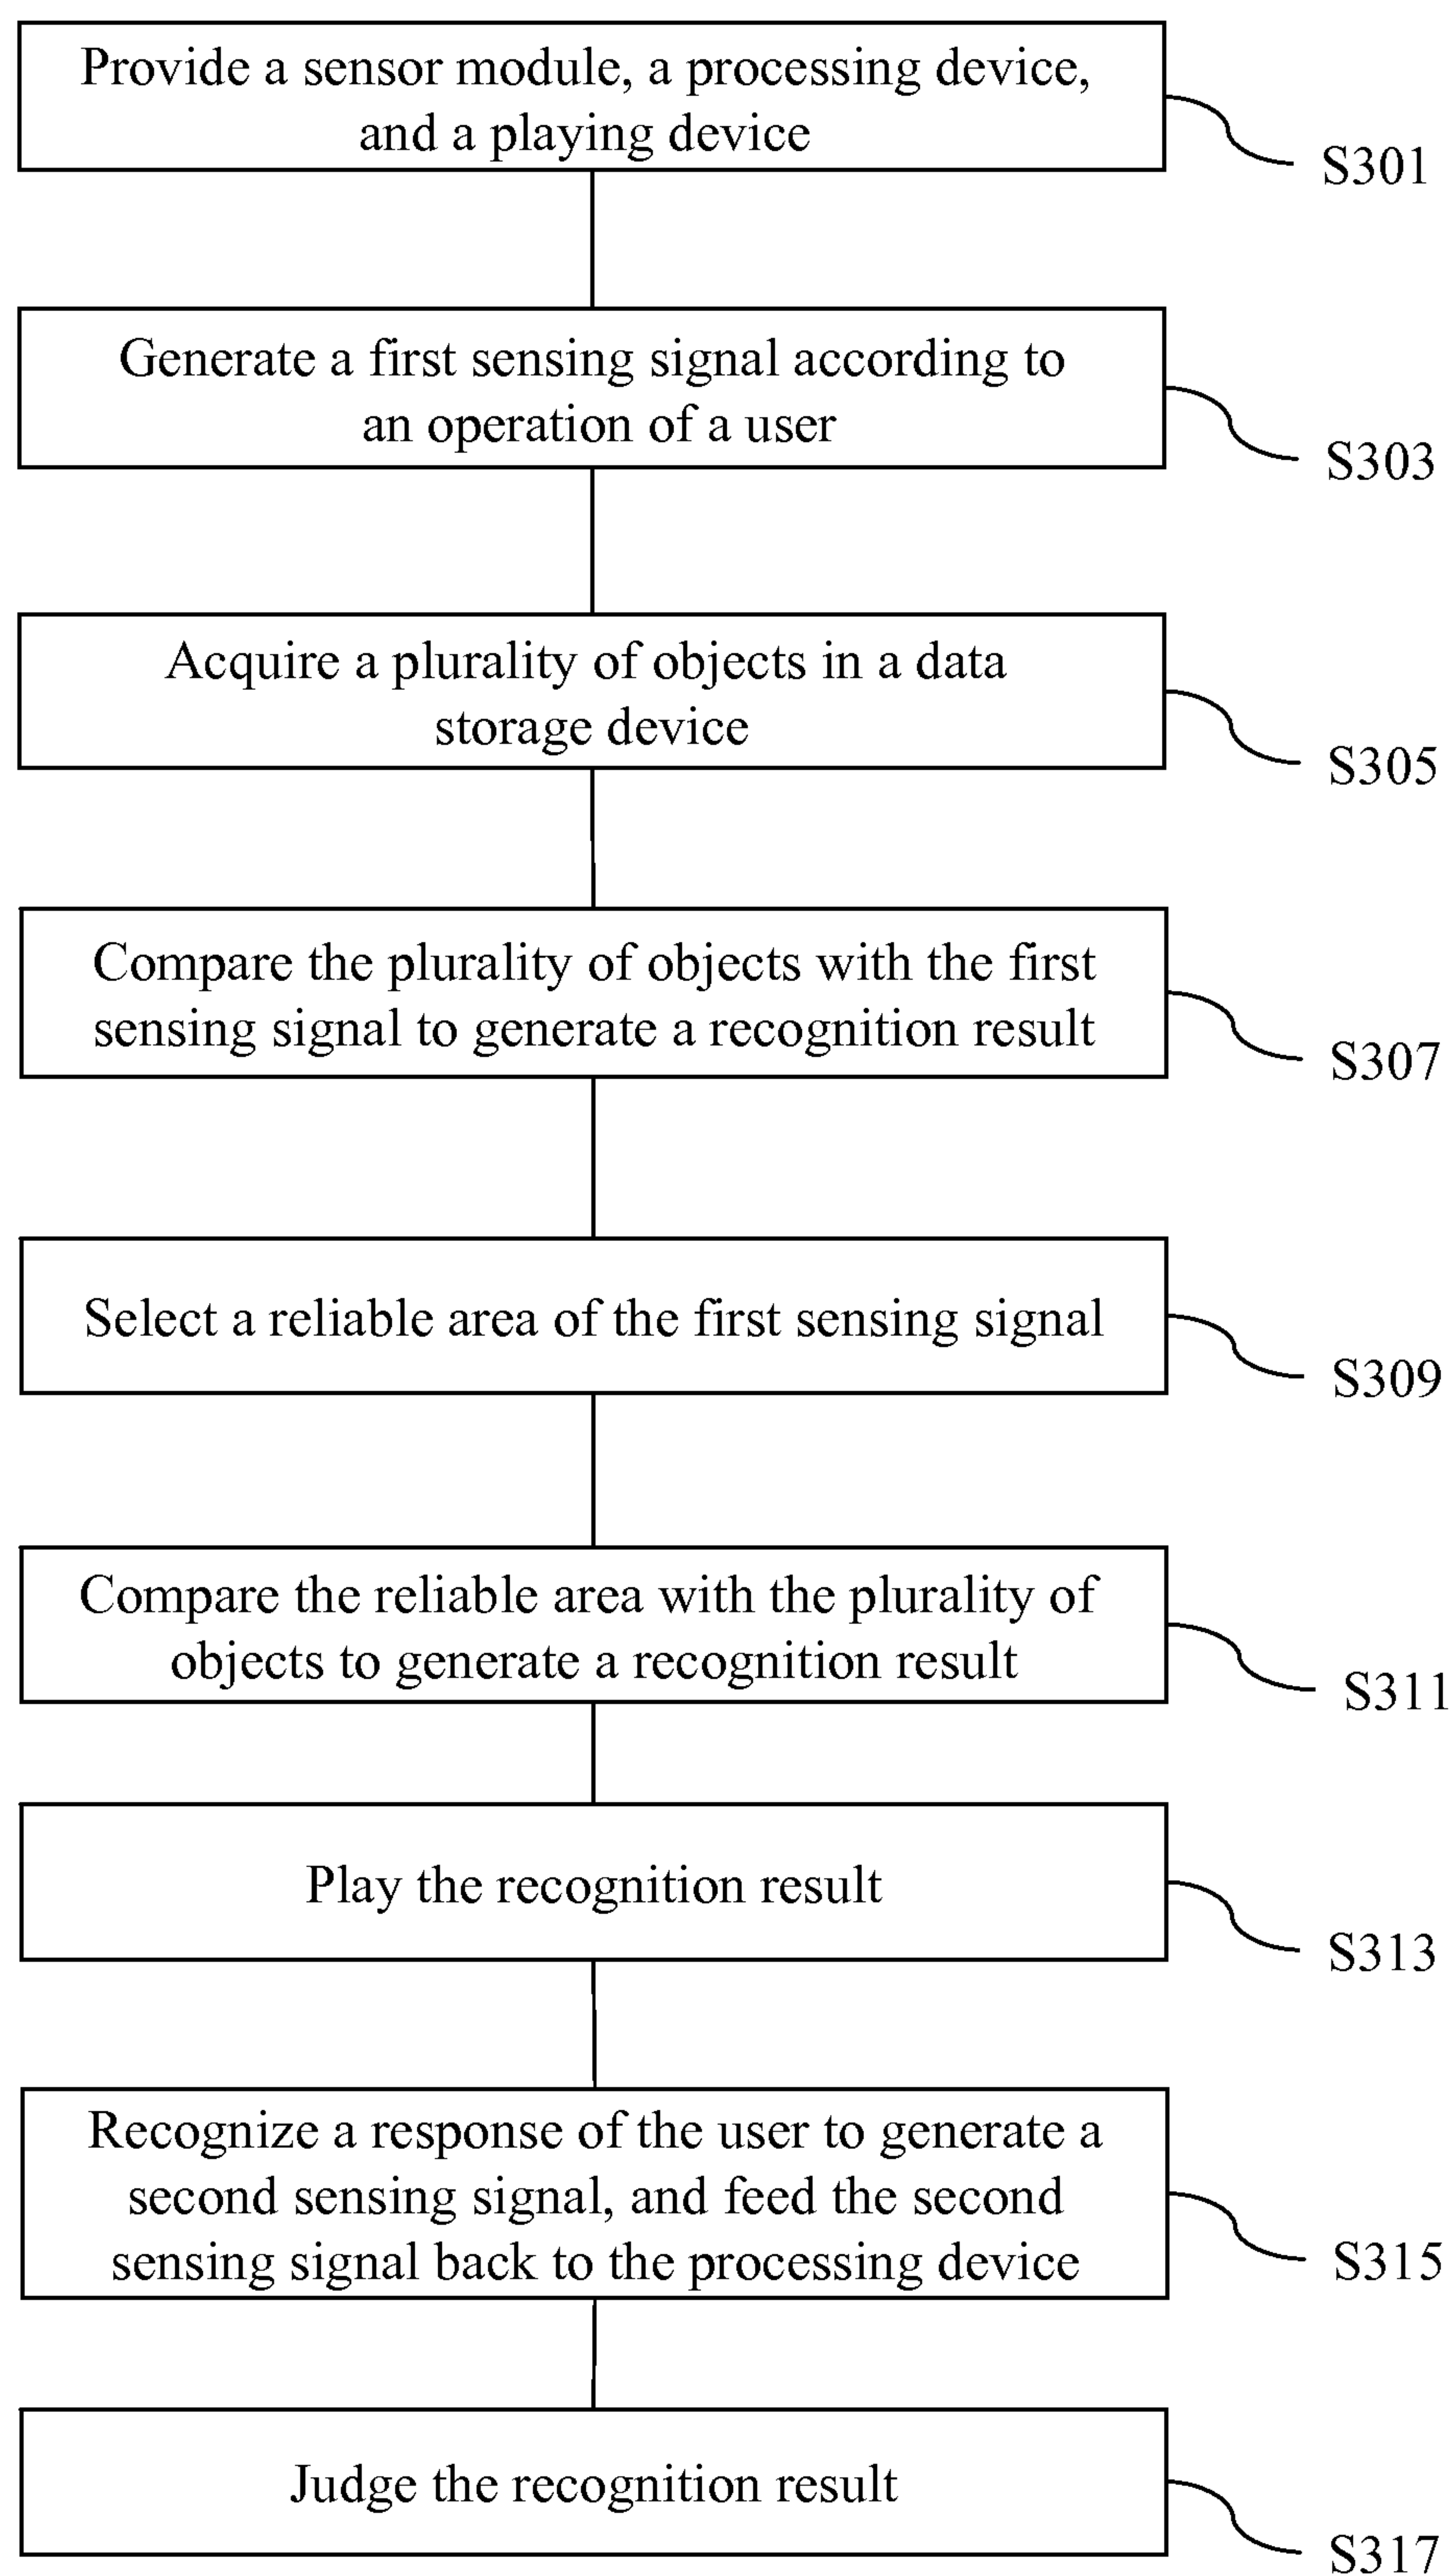 Provide a sensor module, a processing device,
and a playing device
S301
Generate a first sensing signal according to
an operation of a user
S303
Acquire a plurality of objects in a data
storage device
S305
Compare the plurality of objects with the first
sensing signal to generate a recognition result
S307
Select a reliable area of the first sensing signal
S309
Compare the reliable area with the plurality of
objects to generate a recognition result
S311
Play the recognition result
S313
Recognize a response of the user to generate a
second sensing signal, and feed the second
sensing signal back to the processing device
S315
Judge the recognition result
S317